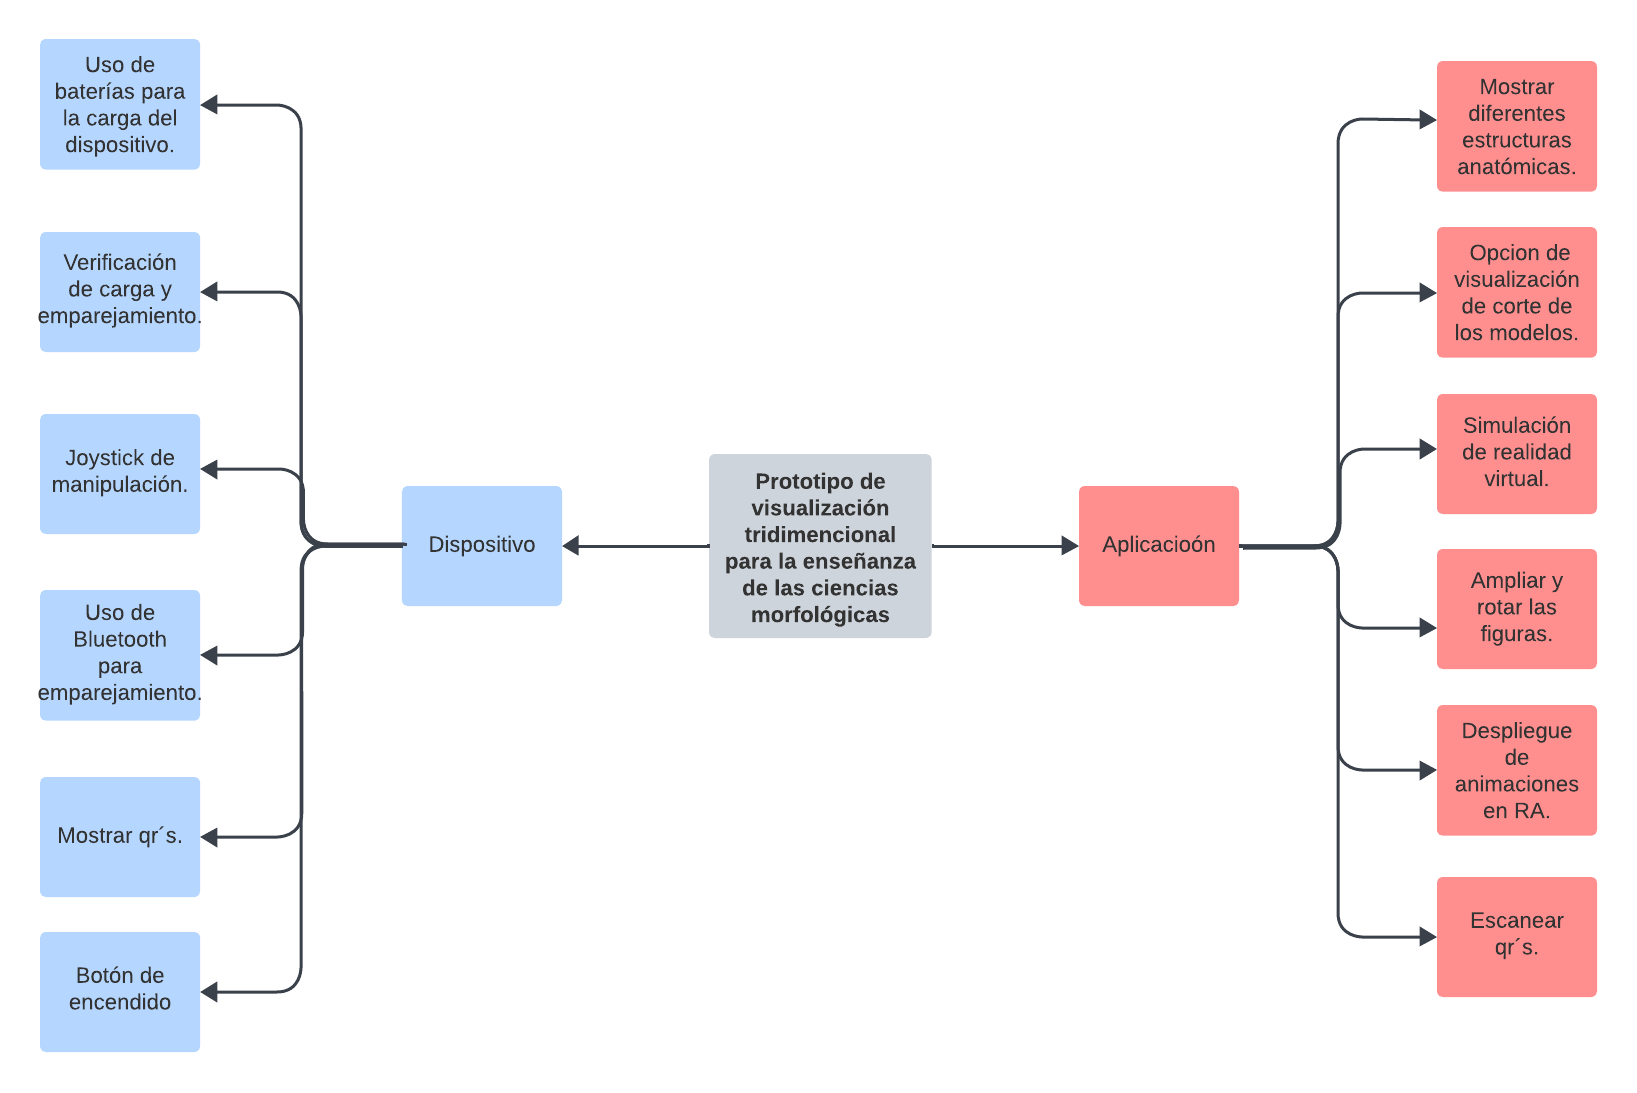 Uso de
baterías para
la carga del
dispositivo.
Verificación
de carga y
emparejamiento.
Joystick de
manipulación.
Uso de
Bluetooth
para
emparejamiento.
Mostrar qr´s.
Botón de
encendido
Dispositivo
Prototipo de
visualización
tridimencional
para la enseñanza
de las ciencias
morfológicas
Aplicacioón
Mostrar
diferentes
estructuras
anatómicas.
Opcion de
visualización
de corte de
los modelos.
Simulación
de realidad
virtual.
Ampliar y
rotar las
figuras.
Despliegue
de
animaciones
en RA.
Escanear
qr´s.